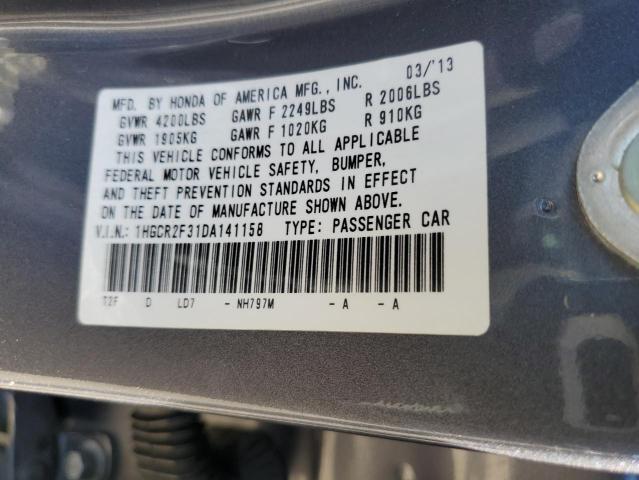 MFD. BY HONDA OF AMERICA MFG., INC. 03/'13
GVWR 4200LBS GAWR F 2249LBS R 2006LBS
GVWR 1905KG GAWR F 1020KG R 910KG
THIS VEHICLE CONFORMS TO ALL APPLICABLE
FEDERAL MOTOR VEHICLE SAFETY, BUMPER,
AND THEFT PREVENTION STANDARDS IN EFFECT
ON THE DATE OF MANUFACTURE SHOWN ABOVE.
V.I.N.: 1HGCR2F31DA141158 TYPE: PASSENGER CAR
T2F D LD7 - NH797M - A - A